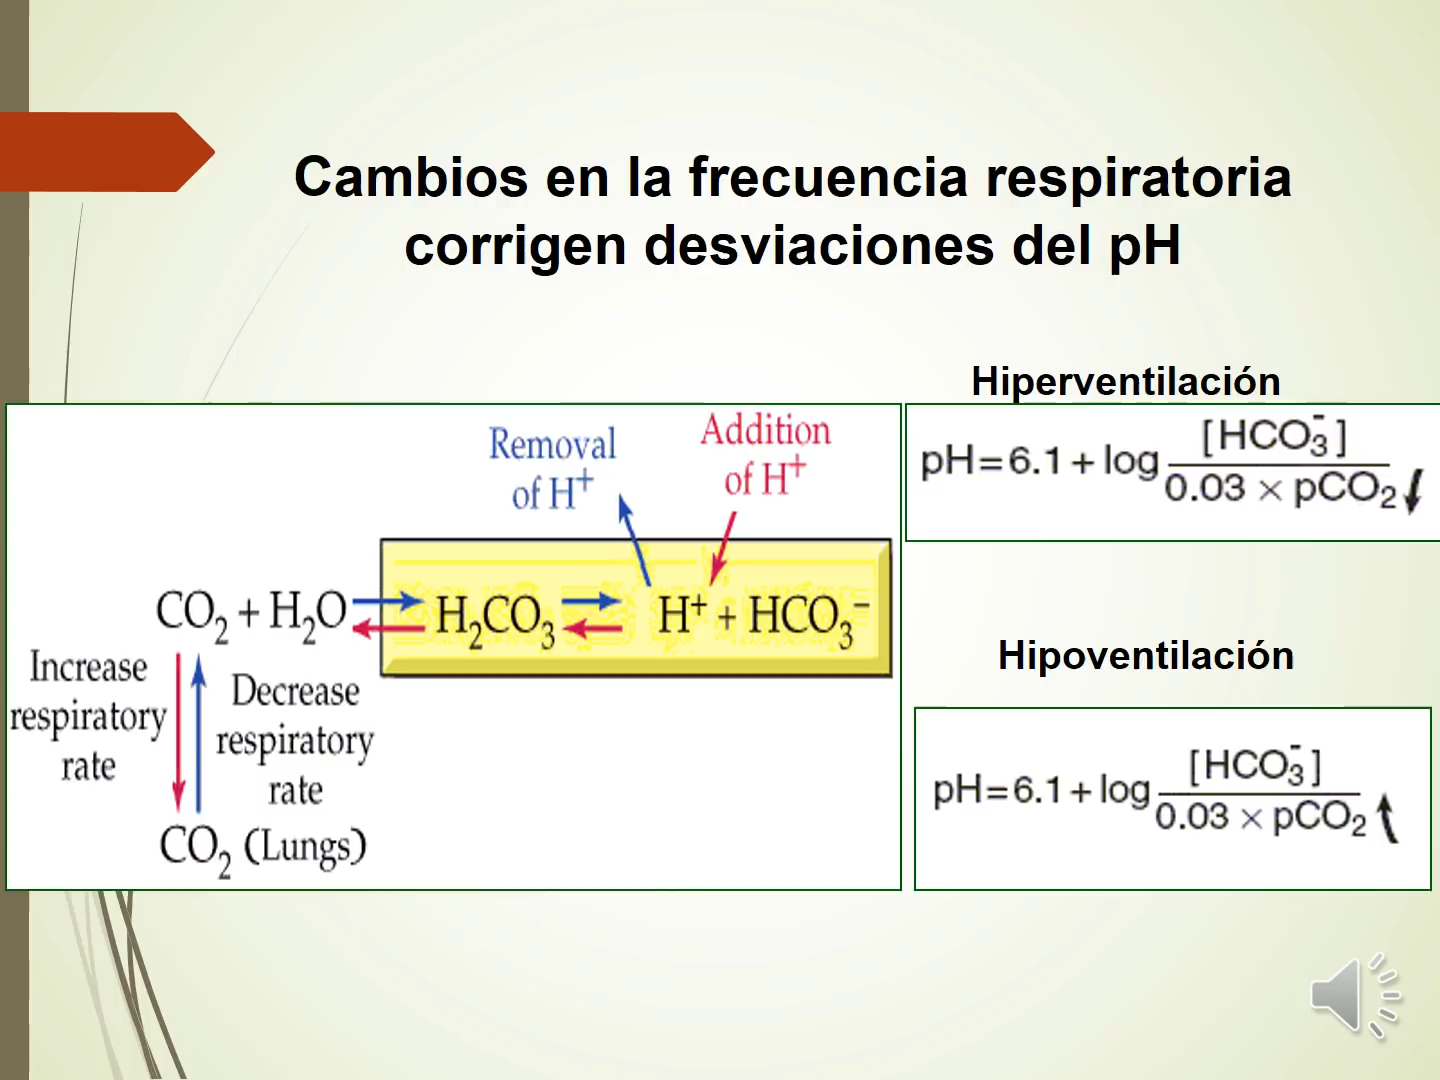 Cambios en la frecuencia respiratoria
corrigen desviaciones del pH
Removal
of H⁺
Addition
of H⁺
CO₂ + H₂O H₂CO₃ H⁺ + HCO₃⁻
Increase
respiratory
rate
Decrease
respiratory
rate
CO₂ (Lungs)
Hiperventilación
pH = 6.1 + log [HCO₃⁻]
0.03 × pCO₂
Hipoventilación
pH = 6.1 + log [HCO₃⁻]
0.03 × pCO₂